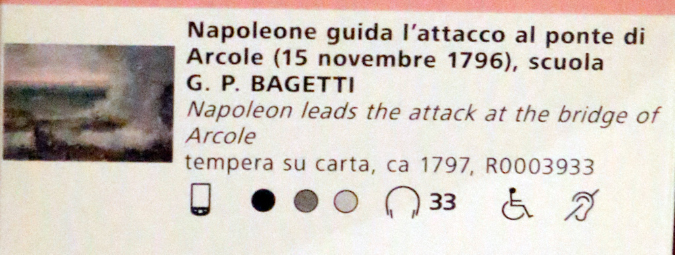 Napoleone guida l'attacco al ponte di
Arcole (15 novembre 1796), scuola
G. P. BAGETTI
Napoleon leads the attack at the bridge of
Arcole
tempera su carta, ca 1797, R0003933
33